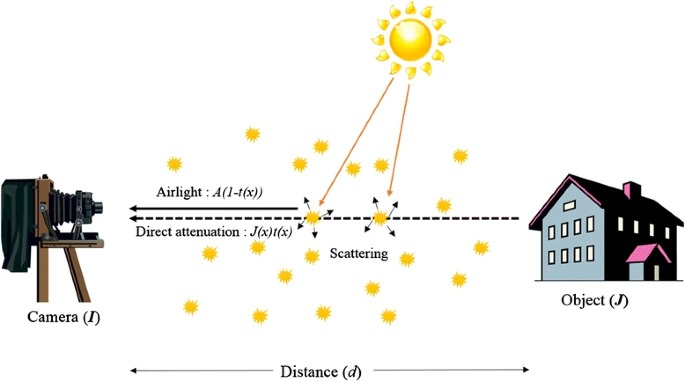 Airlight : A(1-t(x))
Direct attenuation : J(x)t(x)
Scattering
Camera (I)
Object (J)
Distance (d)